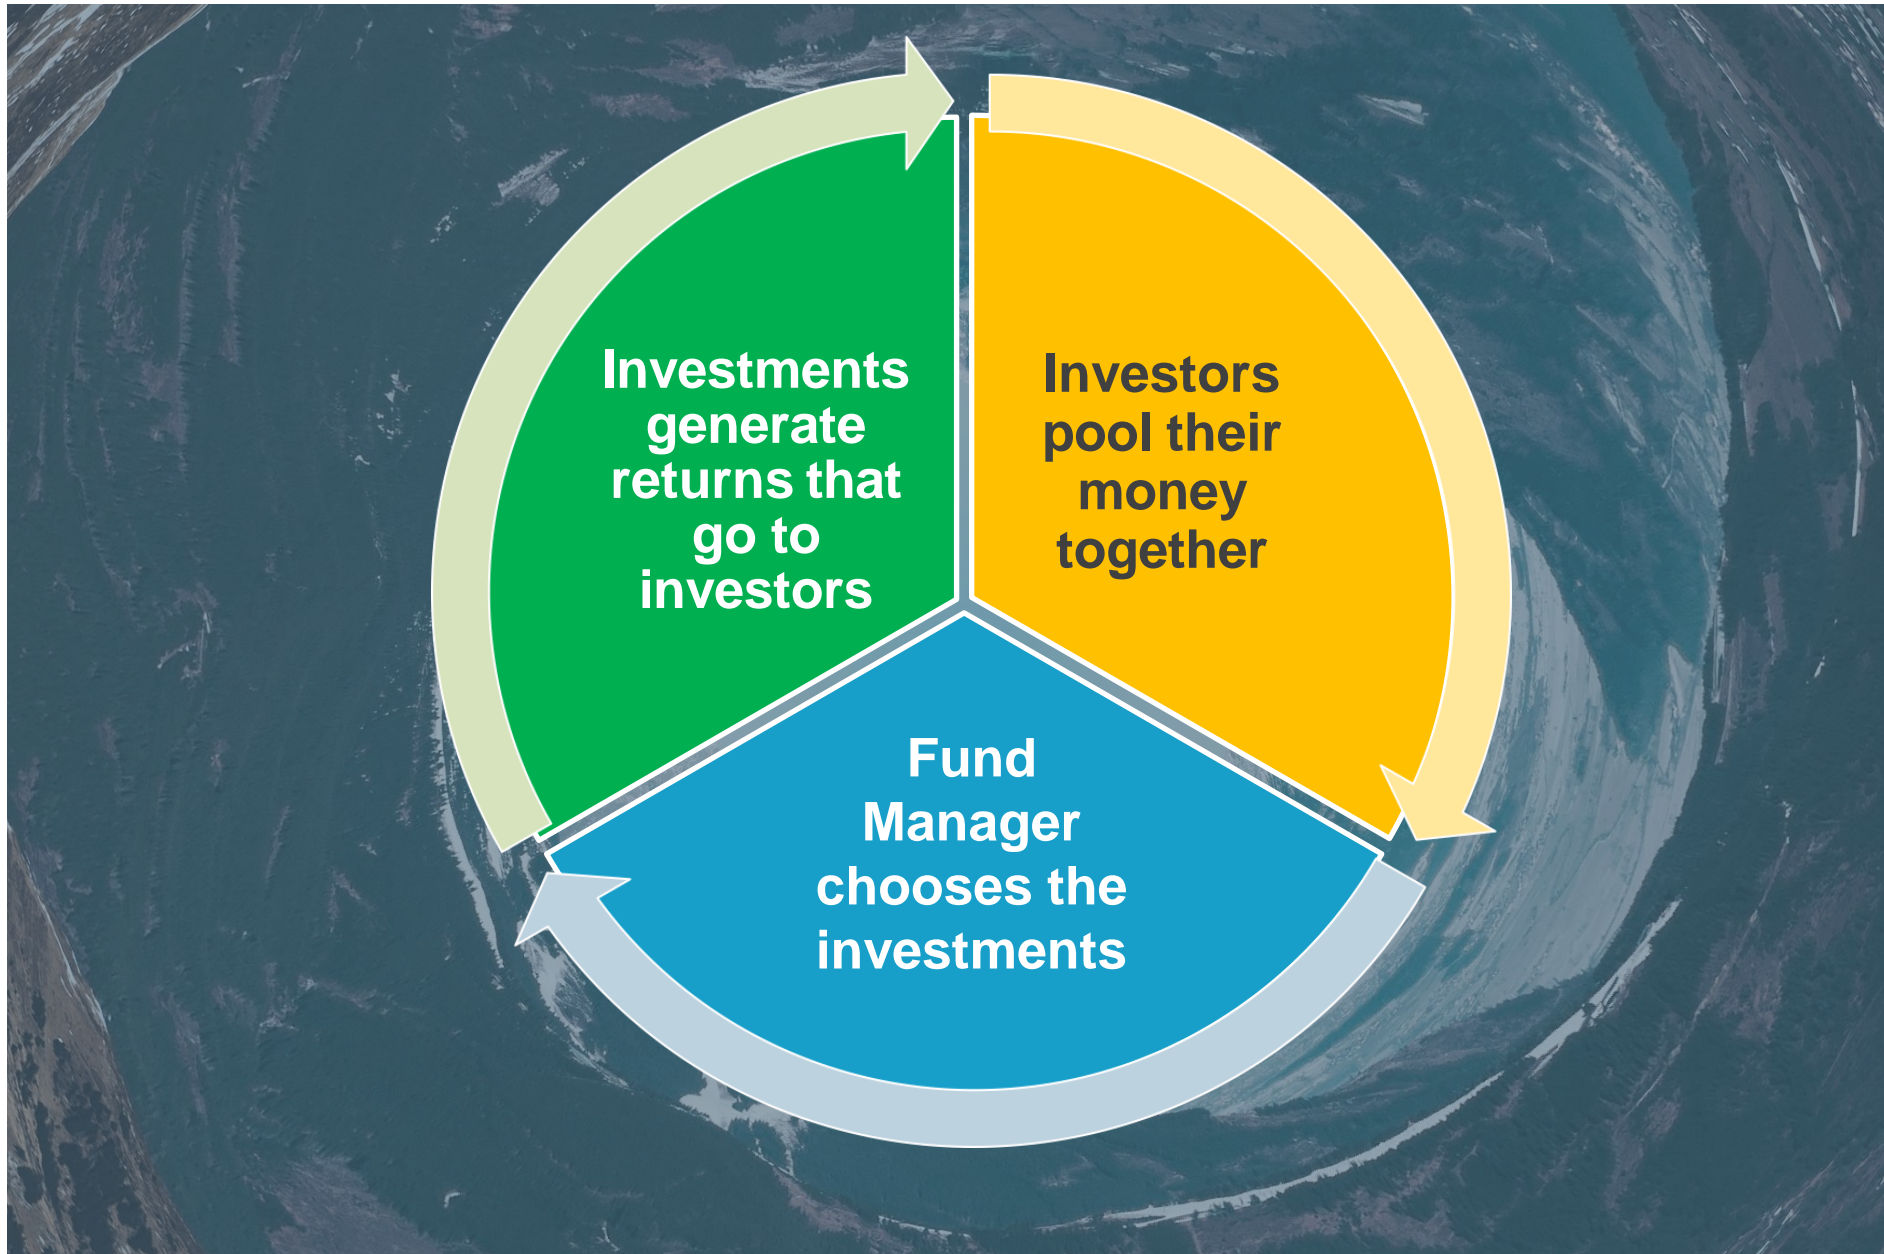 Investments
generate
returns that
go to
investors
Investors
pool their
money
together
Fund
Manager
chooses the
investments